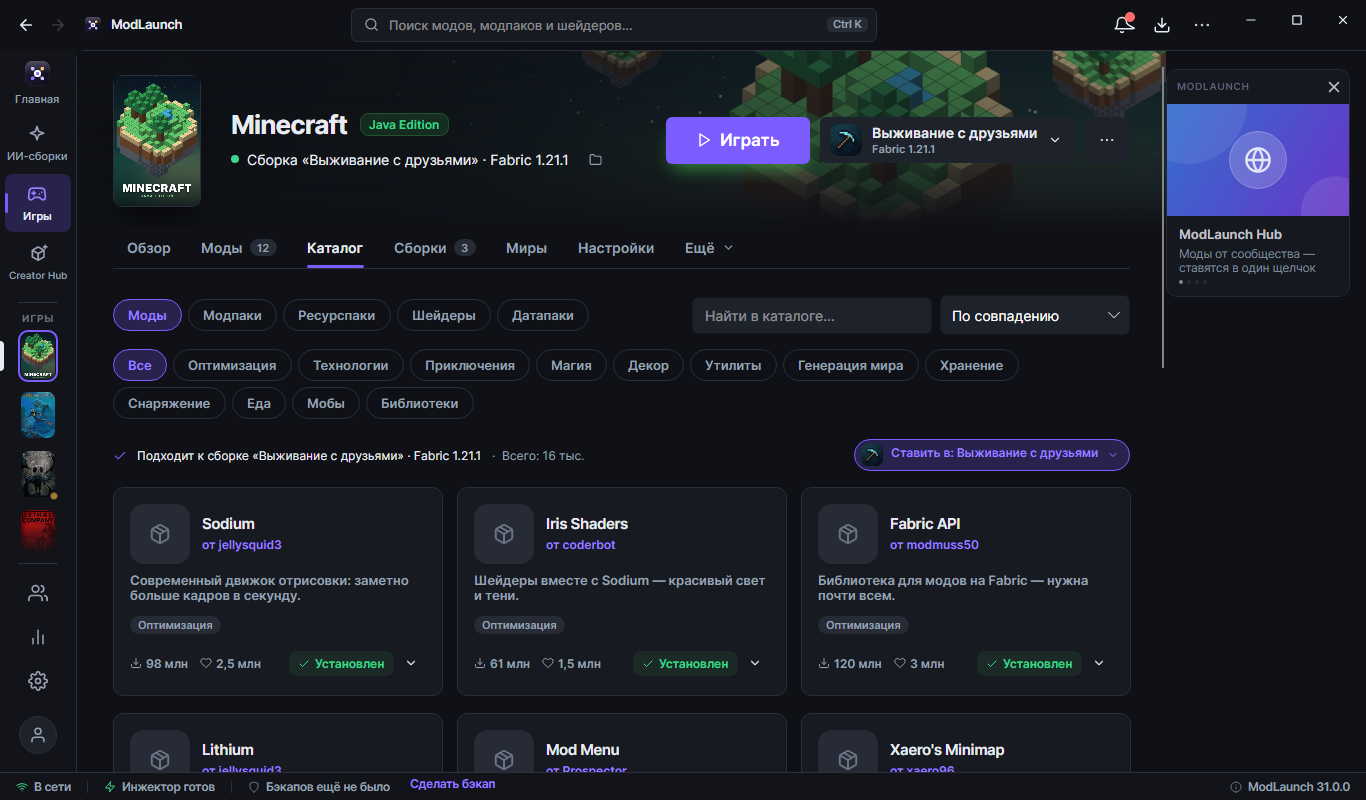 ModLaunch
Поиск модов, модпаков и шейдеров...
Ctrl K
Главная
ИИ-сборки
Игры
Creator Hub
ИГРЫ
MINECRAFT
Minecraft
Java Edition
Сборка «Выживание с друзьями» · Fabric 1.21.1
Играть
Выживание с друзьями
Fabric 1.21.1
MODLAUNCH
ModLaunch Hub
Моды от сообщества —
ставятся в один щелчок
Обзор
Моды 12
Каталог
Сборки 3
Миры
Настройки
Ещё
Моды
Модпаки
Ресурспаки
Шейдеры
Датапаки
Найти в каталоге...
По совпадению
Все
Оптимизация
Технологии
Приключения
Магия
Декор
Утилиты
Генерация мира
Хранение
Снаряжение
Еда
Мобы
Библиотеки
Подходит к сборке «Выживание с друзьями» · Fabric 1.21.1 · Всего: 16 тыс.
Ставить в: Выживание с друзьями
Sodium
от jellysquid3
Современный движок отрисовки: заметно
больше кадров в секунду.
Оптимизация
98 млн
2,5 млн
Установлен
Iris Shaders
от coderbot
Шейдеры вместе с Sodium — красивый свет
и тени.
Оптимизация
61 млн
1,5 млн
Установлен
Fabric API
от modmuss50
Библиотека для модов на Fabric — нужна
почти всем.
Оптимизация
120 млн
3 млн
Установлен
Lithium
от jellysquid3
Mod Menu
от Prospector
Xaero's Minimap
от xaero96
В сети
Инжектор готов
Бэкапов ещё не было
Сделать бэкап
ModLaunch 31.0.0